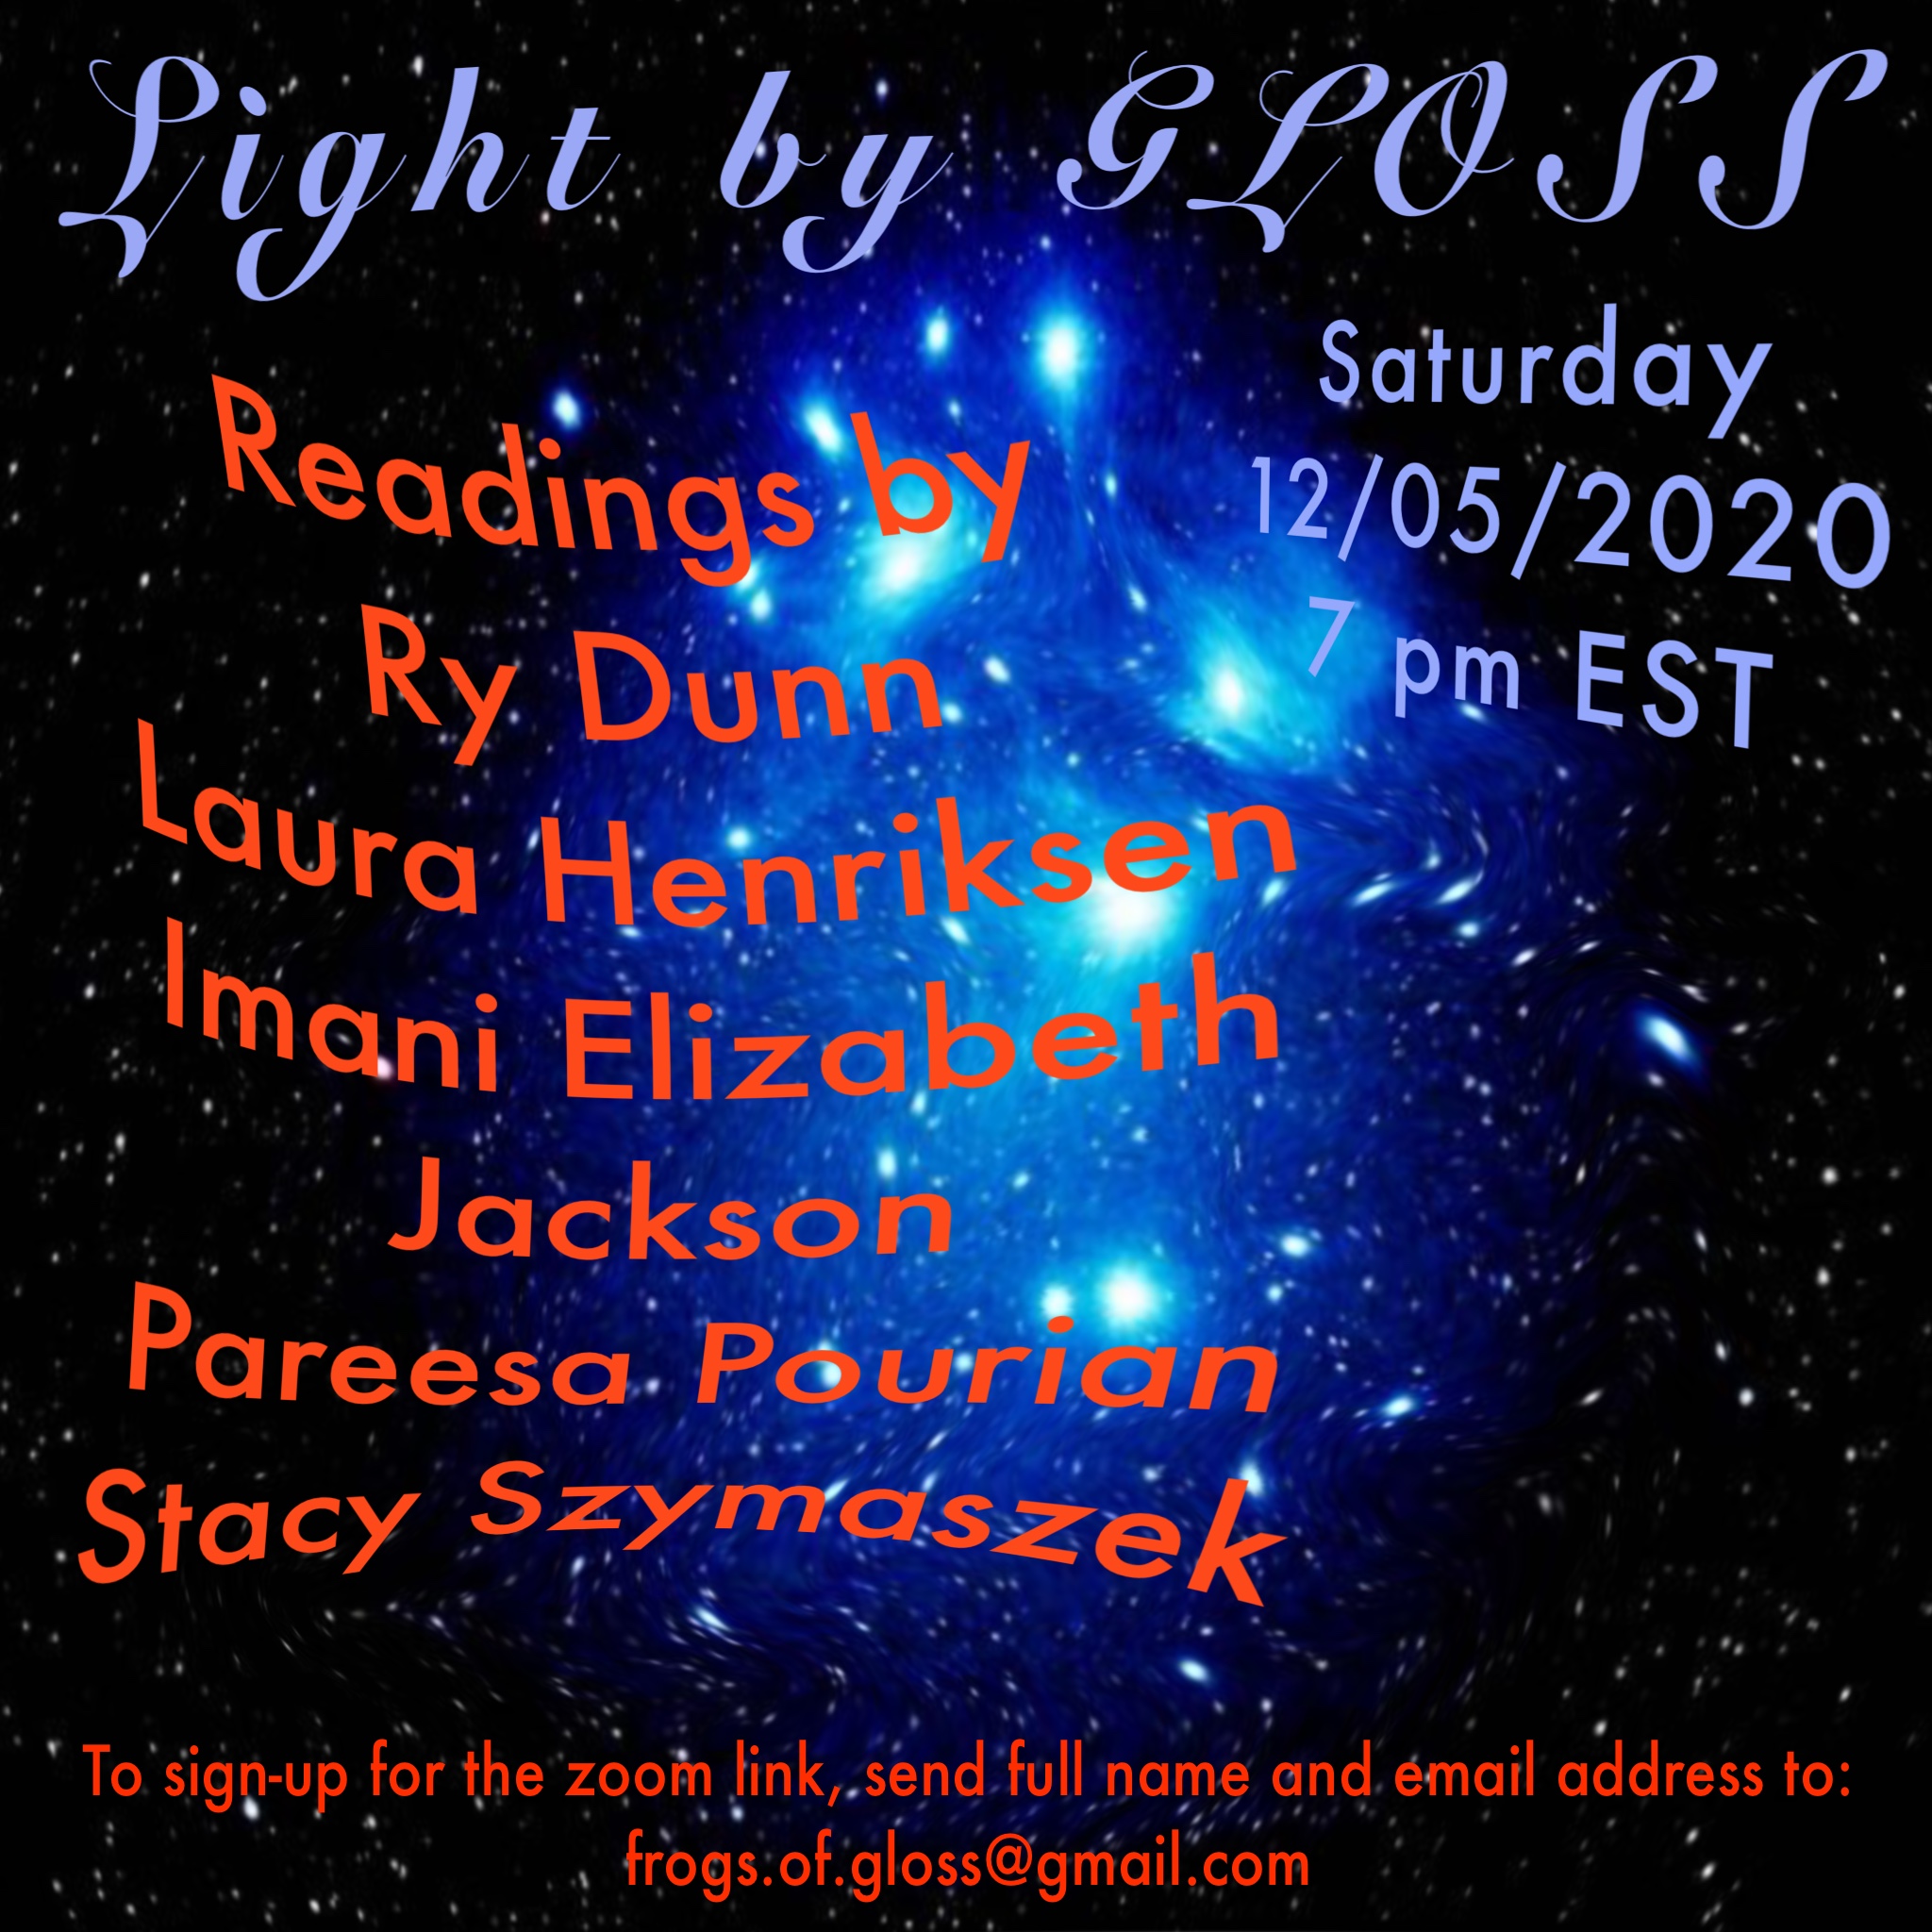 Light by GLOSS
Saturday
12/05/2020
7 pm EST
Readings by
Ry Dunn
Laura Henriksen
Imani Elizabeth
Jackson
Pareesa Pourian
Stacy Szymaszek
To sign-up for the zoom link, send full name and email address to:
frogs.of.gloss@gmail.com